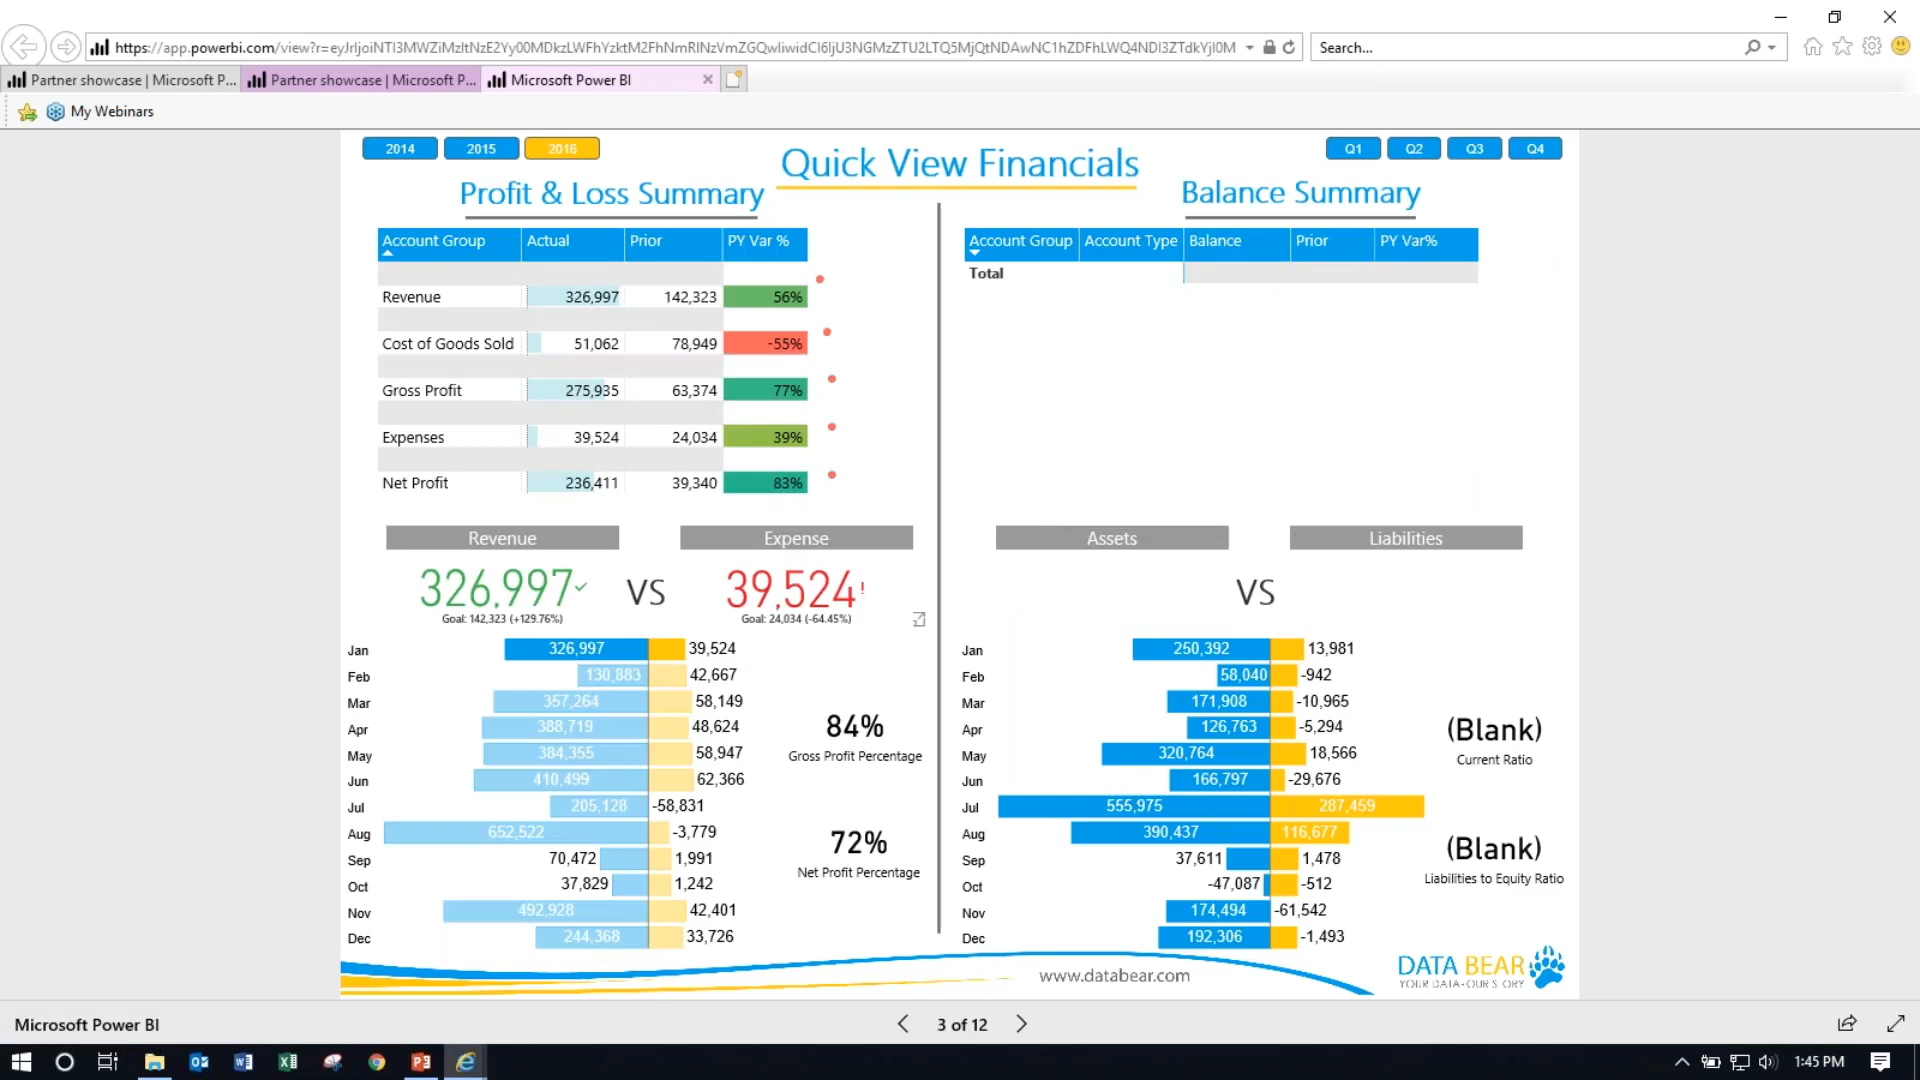 https://app.powerbi.com/view?r=
Search...
Partner showcase | Microsoft P...
Partner showcase | Microsoft P...
Microsoft Power BI
My Webinars
2014
2015
2016
Quick View Financials
Q1
Q2
Q3
Q4
Profit & Loss Summary
Balance Summary
Account Group Actual Prior PY Var %
Revenue 326,997 142,323 56%
Cost of Goods Sold 51,062 78,949 -55%
Gross Profit 275,935 63,374 77%
Expenses 39,524 24,034 39%
Net Profit 236,411 39,340 83%
Account Group Account Type Balance Prior PY Var%
Total
Revenue
Expense
326,997
VS
39,524!
Goal: 142,323 (+129.76%)
Goal: 24,034 (-64.45%)
Jan 326,997 39,524
Feb 130,883 42,667
Mar 357,264 58,149
Apr 388,719 48,624
May 384,355 58,947
Jun 410,499 62,366
Jul 205,128 -58,831
Aug 652,522 -3,779
Sep 70,472 1,991
Oct 37,829 1,242
Nov 492,928 42,401
Dec 244,368 33,726
84%
Gross Profit Percentage
72%
Net Profit Percentage
Assets
Liabilities
VS
Jan 250,392 13,981
Feb 58,040 -942
Mar 171,908 -10,965
Apr 126,763 -5,294
May 320,764 18,566
Jun 166,797 -29,676
Jul 555,975 287,459
Aug 390,437 116,677
Sep 37,611 1,478
Oct -47,087 -512
Nov 174,494 -61,542
Dec 192,306 -1,493
(Blank)
Current Ratio
(Blank)
Liabilities to Equity Ratio
www.databear.com
DATA BEAR
YOUR DATA-OUR STORY
Microsoft Power BI
3 of 12
1:45 PM